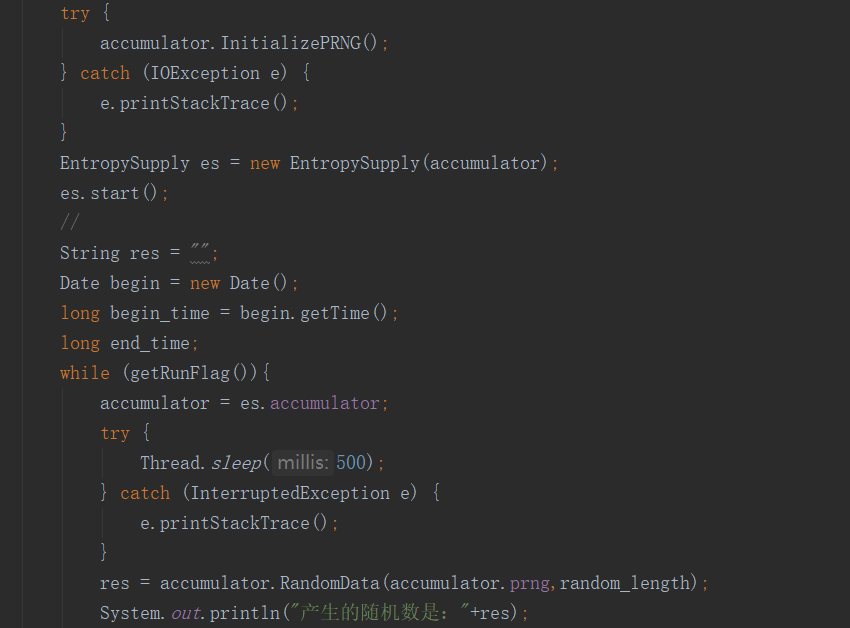 try {
accumulator.InitializePRNG();
} catch (IOException e) {
e.printStackTrace();
}
EntropySupply es = new EntropySupply(accumulator);
es.start();
//
String res = "";
Date begin = new Date();
long begin_time = begin.getTime();
long end_time;
while (getRunFlag()){
accumulator = es.accumulator;
try {
Thread.sleep( millis: 500);
} catch (InterruptedException e) {
e.printStackTrace();
}
res = accumulator.RandomData(accumulator.prng,random_length);
System.out.println("产生的随机数是："+res);